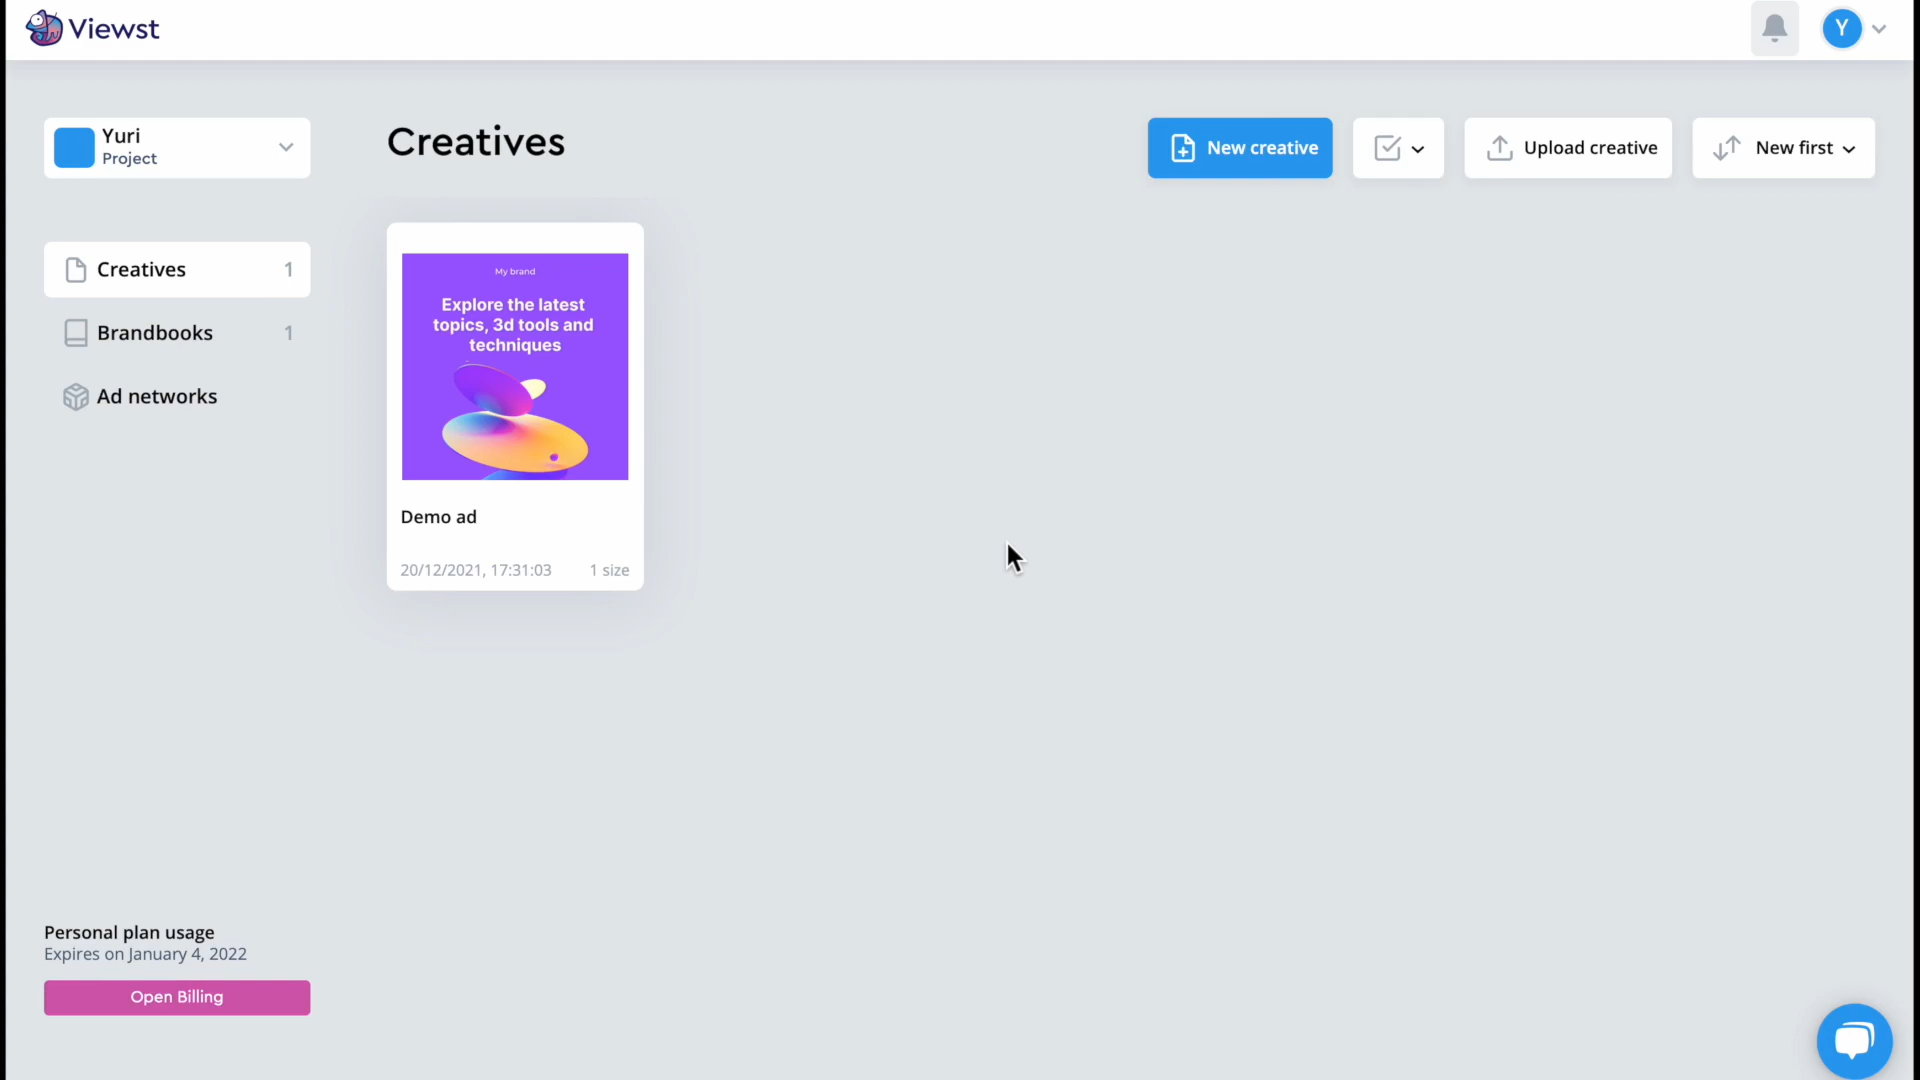 Viewst
Y
Yuri
Project
Creatives
New creative
Upload creative
New first
Creatives 1
Brandbooks 1
Ad networks
My brand
Explore the latest
topics, 3d tools and
techniques
Demo ad
20/12/2021, 17:31:03 1 size
Personal plan usage
Expires on January 4, 2022
Open Billing